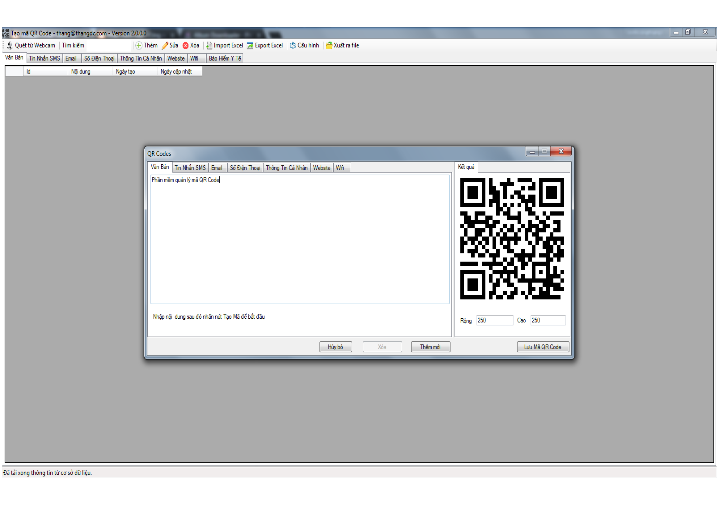 Tạo mã QR Code - thang@thangqc.com - Version 2.0.0.0
Quét từ Webcam Tìm kiếm Thêm Sửa Xóa Import Excel Export Excel Cấu hình Xuất ra file
Văn Bản Tin Nhắn SMS Email Số Điện Thoại Thông Tin Cá Nhân Website Wifi Bảo Hiểm Y Tế
Id Nội dung Ngày tạo Ngày cập nhật
QR Codes
Văn Bản Tin Nhắn SMS Email Số Điện Thoại Thông Tin Cá Nhân Website Wifi
Kết quả
Phần mềm quản lý mã QR Code
Nhập nội dung sau đó nhấn nút Tạo Mã để bắt đầu
Rộng 250 Cao 250
Hủy bỏ Xóa Thêm mã Lưu Mã QR Code
Đã tải xong thông tin từ cơ sở dữ liệu.